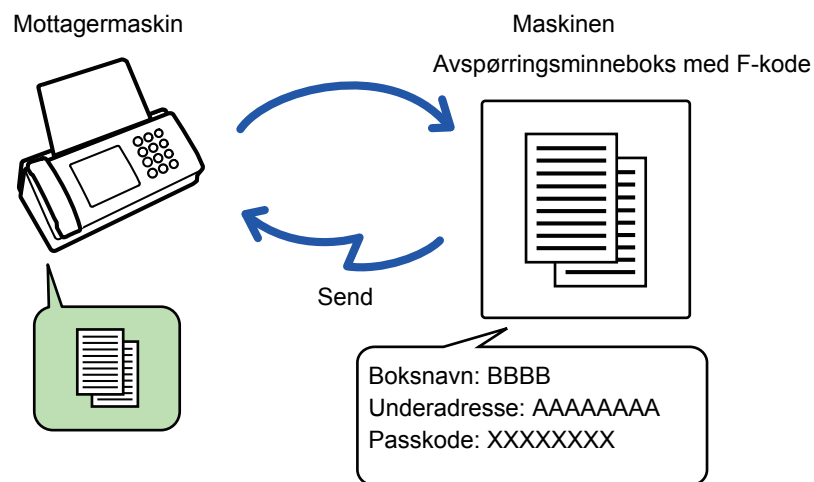 Mottagermaskin
Maskinen
Avspørringsminneboks med F-kode
Send
Boksnavn: BBBB
Underadresse: AAAAAAAA
Passkode: XXXXXXXX